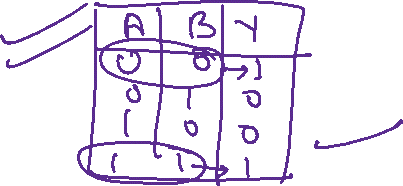 A B Y
0 0 → 1
0 1 0
1 0 0
1 1 → 1